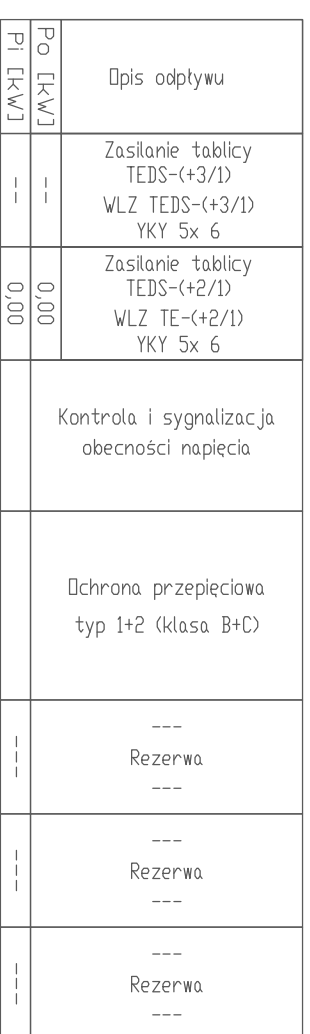 Pi [kW]
Po [kW]
Opis odpływu
--
--
Zasilanie tablicy
TEDS-(+3/1)
WLZ TEDS-(+3/1)
YKY 5x 6
0,00
0,00
Zasilanie tablicy
TEDS-(+2/1)
WLZ TE-(+2/1)
YKY 5x 6
Kontrola i sygnalizacja
obecności napięcia
Ochrona przepięciowa
typ 1+2 (klasa B+C)
---
---
Rezerwa
---
---
---
Rezerwa
---
---
---
Rezerwa
---